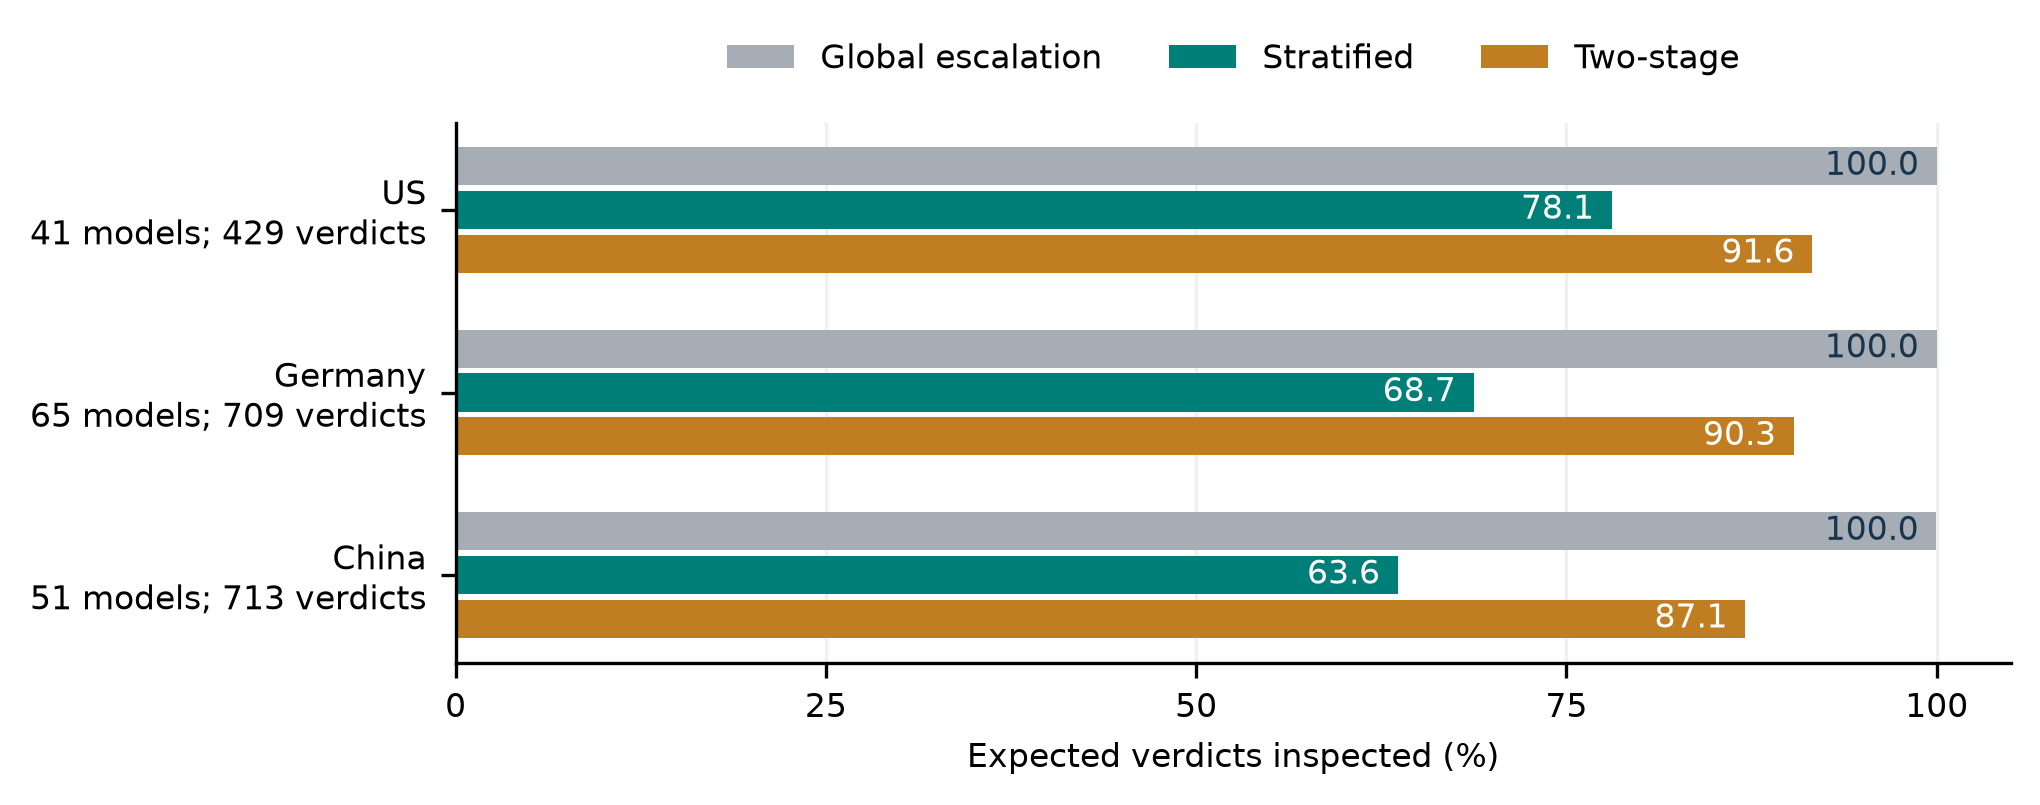 Global escalation Stratified Two-stage
US
41 models; 429 verdicts
100.0
78.1
91.6
Germany
65 models; 709 verdicts
100.0
68.7
90.3
China
51 models; 713 verdicts
100.0
63.6
87.1
0 25 50 75 100
Expected verdicts inspected (%)